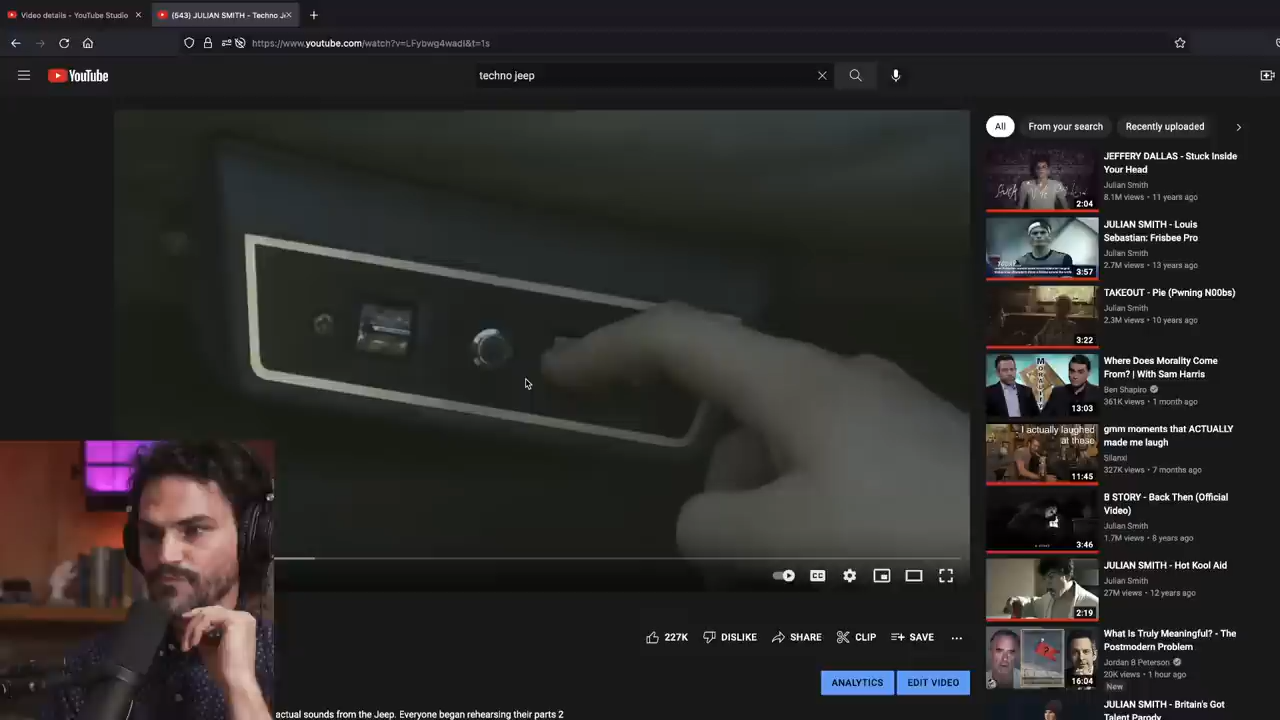 Video details - YouTube Studio
(543) JULIAN SMITH - Techno Je
https://www.youtube.com/watch?v=LFybwg4wadI&t=1s
YouTube
techno jeep
All
From your search
Recently uploaded
JEFFERY DALLAS - Stuck Inside
Your Head
Julian Smith
8.1M views • 11 years ago
2:04
JULIAN SMITH - Louis
Sebastian: Frisbee Pro
Julian Smith
2.7M views • 13 years ago
3:57
TAKEOUT - Pie (Pwning N00bs)
Julian Smith
2.3M views • 10 years ago
3:22
Where Does Morality Come
From? | With Sam Harris
Ben Shapiro
361K views • 1 month ago
MORALITY
13:03
gmm moments that ACTUALLY
made me laugh
Silanxi
327K views • 7 months ago
I actually laughed
at these
11:45
B STORY - Back Then (Official
Video)
Julian Smith
1.7M views • 8 years ago
3:46
JULIAN SMITH - Hot Kool Aid
Julian Smith
27M views • 12 years ago
2:19
What Is Truly Meaningful? - The
Postmodern Problem
Jordan B Peterson
20K views • 1 hour ago
New
16:04
JULIAN SMITH - Britain's Got
Talent Parody
CC
227K
DISLIKE
SHARE
CLIP
SAVE
ANALYTICS
EDIT VIDEO
actual sounds from the Jeep. Everyone began rehearsing their parts 2